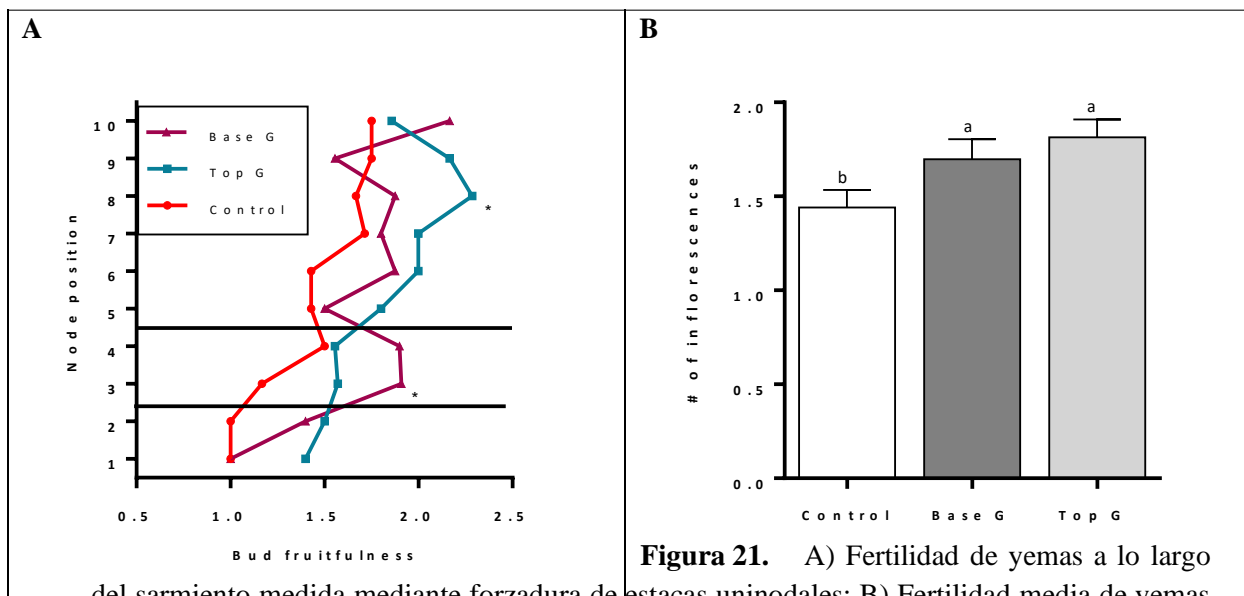 A
Base G
Top G
Control
10
9
8
7
6
5
4
3
2
1
Node position
*
*
0.5 1.0 1.5 2.0 2.5
Bud fruitfulness
B
2.0
1.5
1.0
0.5
0.0
# of inflorescences
b
a
a
Control Base G Top G
Figura 21. A) Fertilidad de yemas a lo largo
del sarmiento medida mediante forzadura de estacas uninodales; B) Fertilidad media de yemas